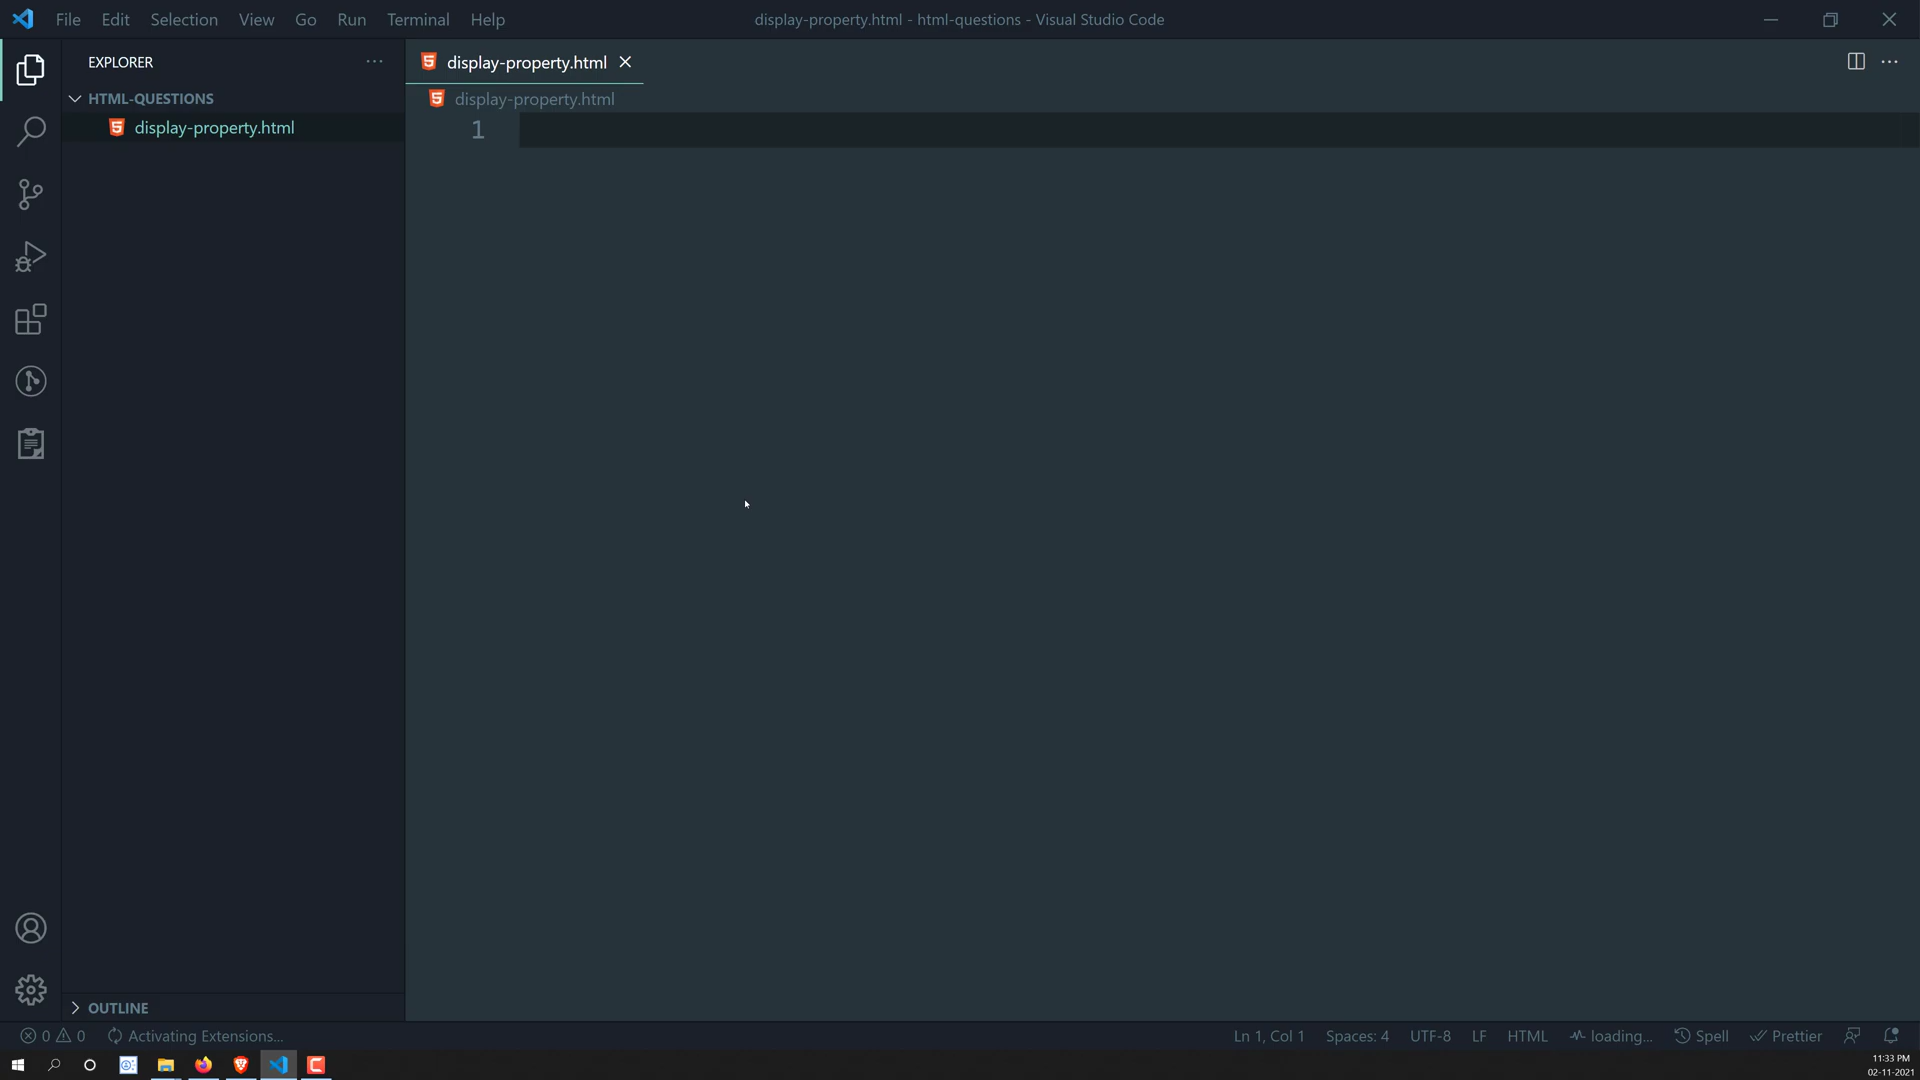 File Edit Selection View Go Run Terminal Help
display-property.html - html-questions - Visual Studio Code
EXPLORER
display-property.html
HTML-QUESTIONS
display-property.html
display-property.html
1
OUTLINE
0 0 Activating Extensions...
Ln 1, Col 1 Spaces: 4 UTF-8 LF HTML loading... Spell Prettier
11:33 PM
02-11-2021